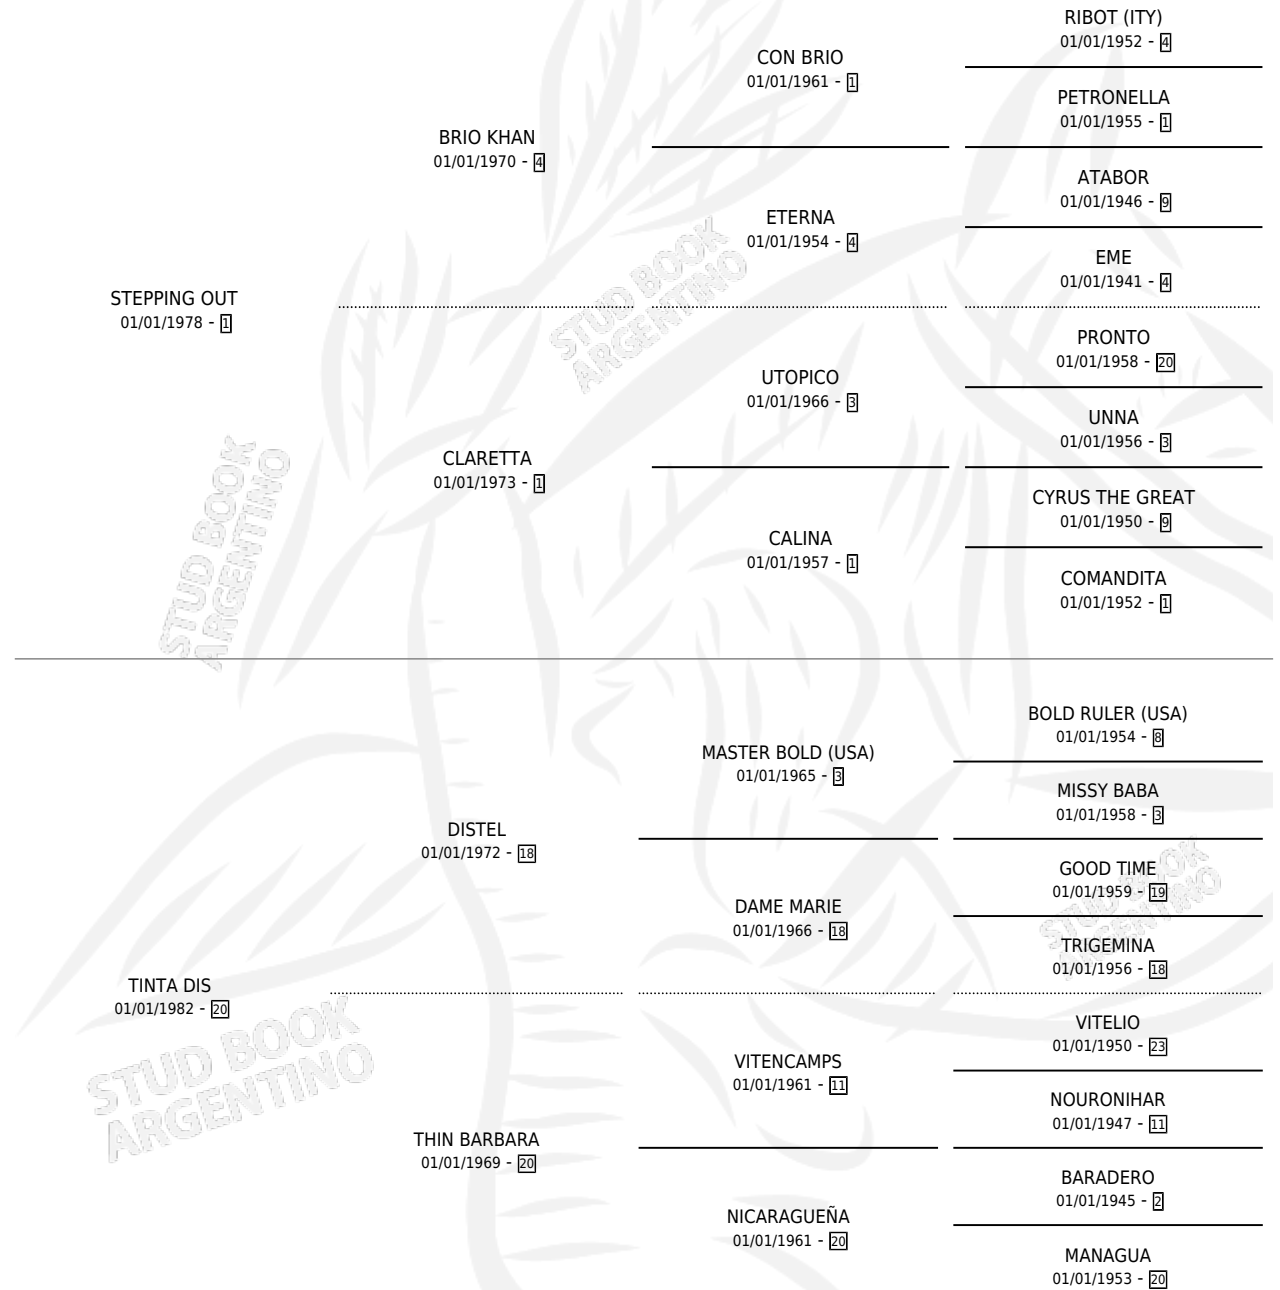 RIBOT (ITY)
01/01/1952 - 4
CON BRIO
01/01/1961 - 1
PETRONELLA
01/01/1955 - 1
BRIO KHAN
01/01/1970 - 4
ATABOR
01/01/1946 - 9
ETERNA
01/01/1954 - 4
EME
01/01/1941 - 4
STEPPING OUT
01/01/1978 - 1
PRONTO
01/01/1958 - 20
UTOPICO
01/01/1966 - 3
UNNA
01/01/1956 - 3
CLARETTA
01/01/1973 - 1
CYRUS THE GREAT
01/01/1950 - 9
CALINA
01/01/1957 - 1
COMANDITA
01/01/1952 - 1
BOLD RULER (USA)
01/01/1954 - 8
MASTER BOLD (USA)
01/01/1965 - 3
MISSY BABA
01/01/1958 - 3
DISTEL
01/01/1972 - 18
GOOD TIME
01/01/1959 - 19
DAME MARIE
01/01/1966 - 18
TRIGEMINA
01/01/1956 - 18
TINTA DIS
01/01/1982 - 20
VITELIO
01/01/1950 - 23
VITENCAMPS
01/01/1961 - 11
NOURONIHAR
01/01/1947 - 11
THIN BARBARA
01/01/1969 - 20
BARADERO
01/01/1945 - 2
NICARAGUEÑA
01/01/1961 - 20
MANAGUA
01/01/1953 - 20
STUD BOOK
ARGENTINO
STUD BOOK
ARGENTINO
STUD BOOK
ARGENTINO
STUD BOOK
ARGENTINO